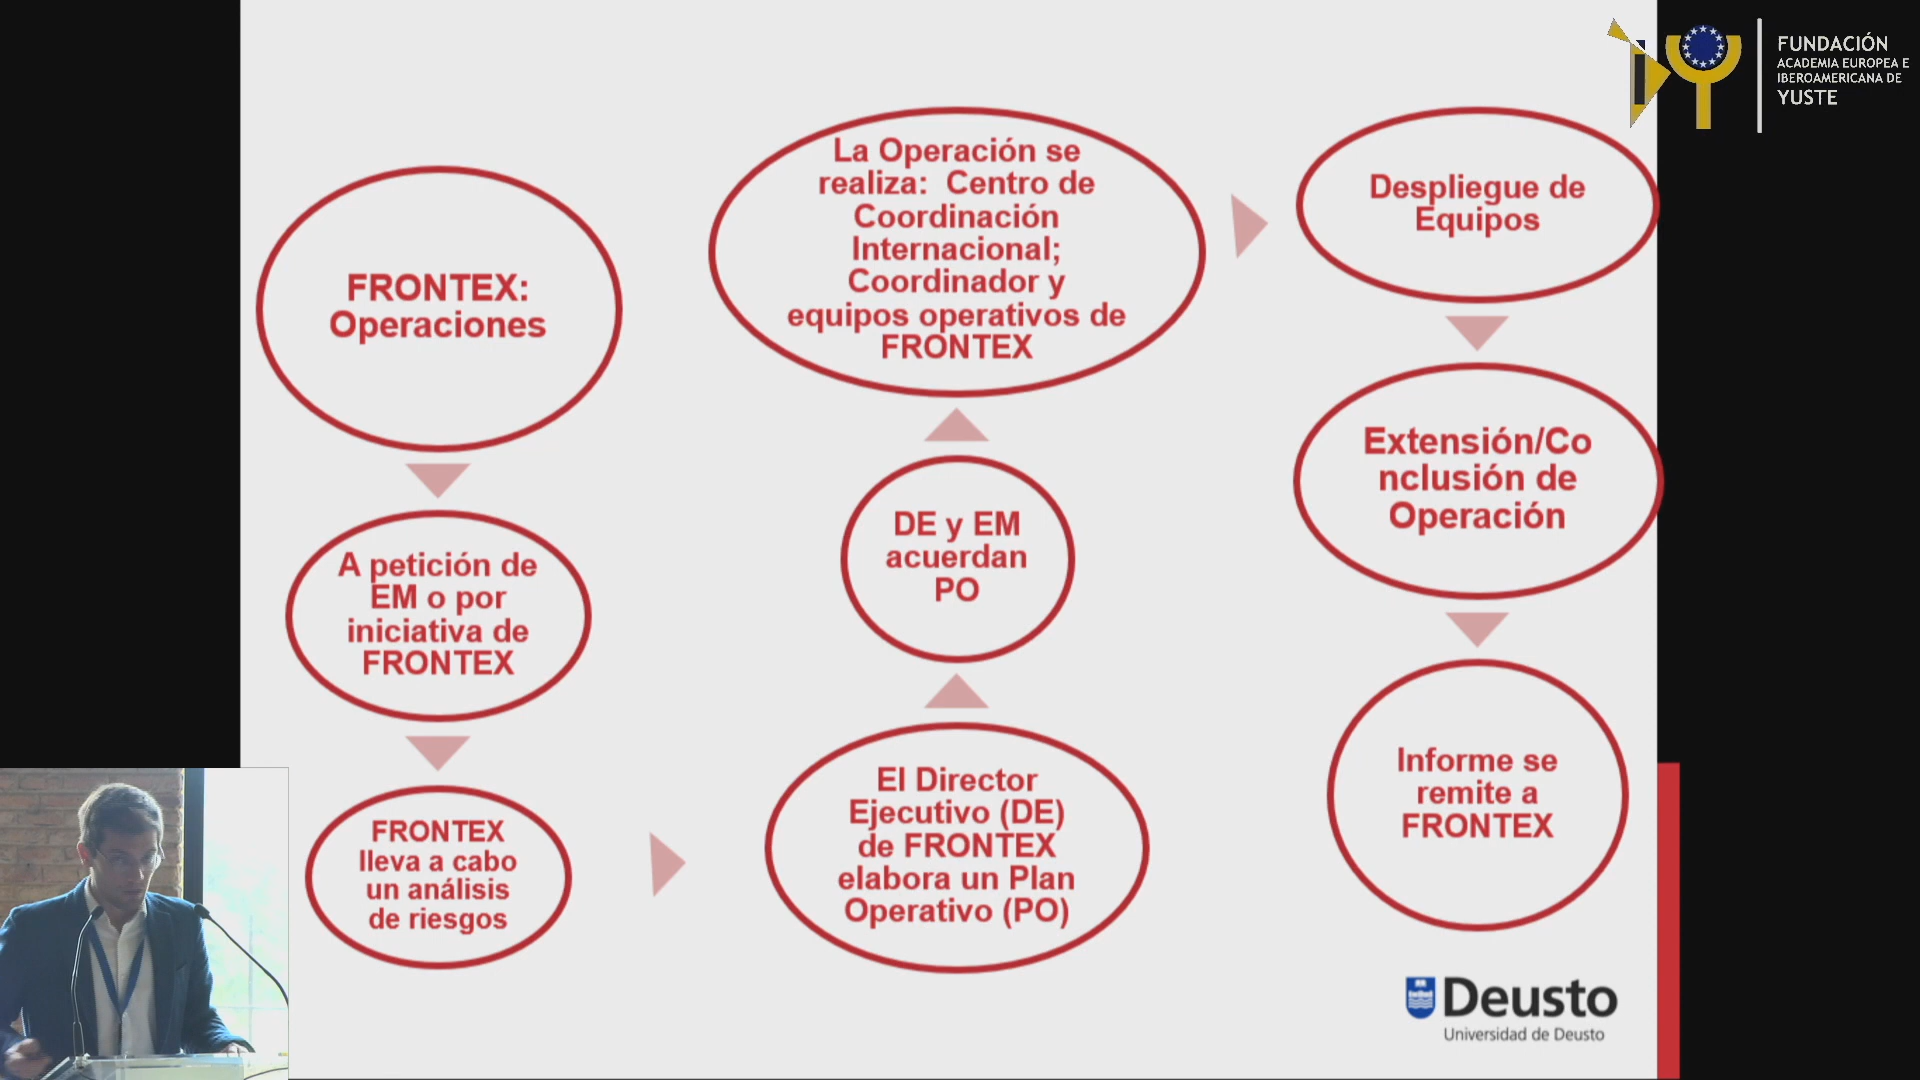 FRONTEX:
Operaciones
A petición de
EM o por
iniciativa de
FRONTEX
FRONTEX
lleva a cabo
un análisis
de riesgos
El Director
Ejecutivo (DE)
de FRONTEX
elabora un Plan
Operativo (PO)
DE y EM
acuerdan
PO
La Operación se
realiza: Centro de
Coordinación
Internacional;
Coordinador y
equipos operativos de
FRONTEX
Despliegue de
Equipos
Extensión/Co
nclusión de
Operación
Informe se
remite a
FRONTEX
Deusto
Universidad de Deusto
FUNDACIÓN
ACADEMIA EUROPEA E
IBEROAMERICANA DE
YUSTE